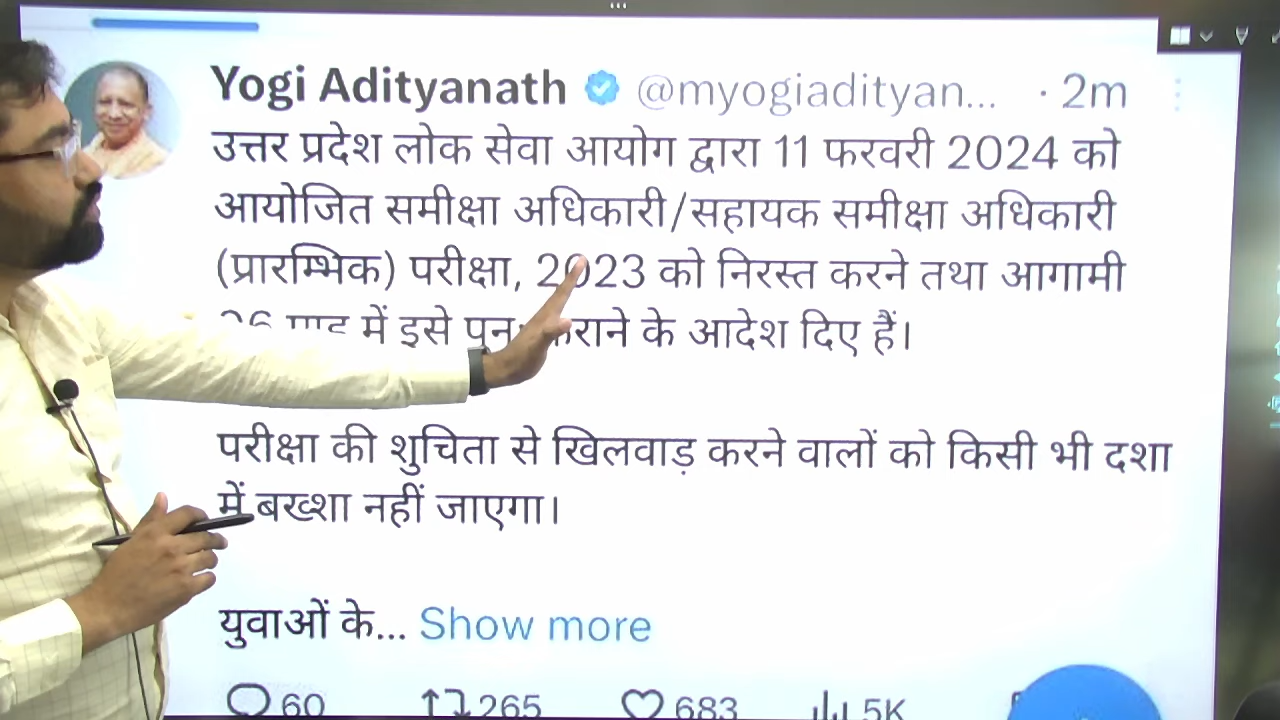 Yogi Adityanath @myogiadityan... · 2m
उत्तर प्रदेश लोक सेवा आयोग द्वारा 11 फरवरी 2024 को
आयोजित समीक्षा अधिकारी/सहायक समीक्षा अधिकारी
(प्रारम्भिक) परीक्षा, 2023 को निरस्त करने तथा आगामी
में इसे के आदेश दिए हैं।
परीक्षा की शुचिता से खिलवाड़ करने वालों को किसी भी दशा
में बख्शा नहीं जाएगा।
युवाओं के... Show more
60 265 683 5K